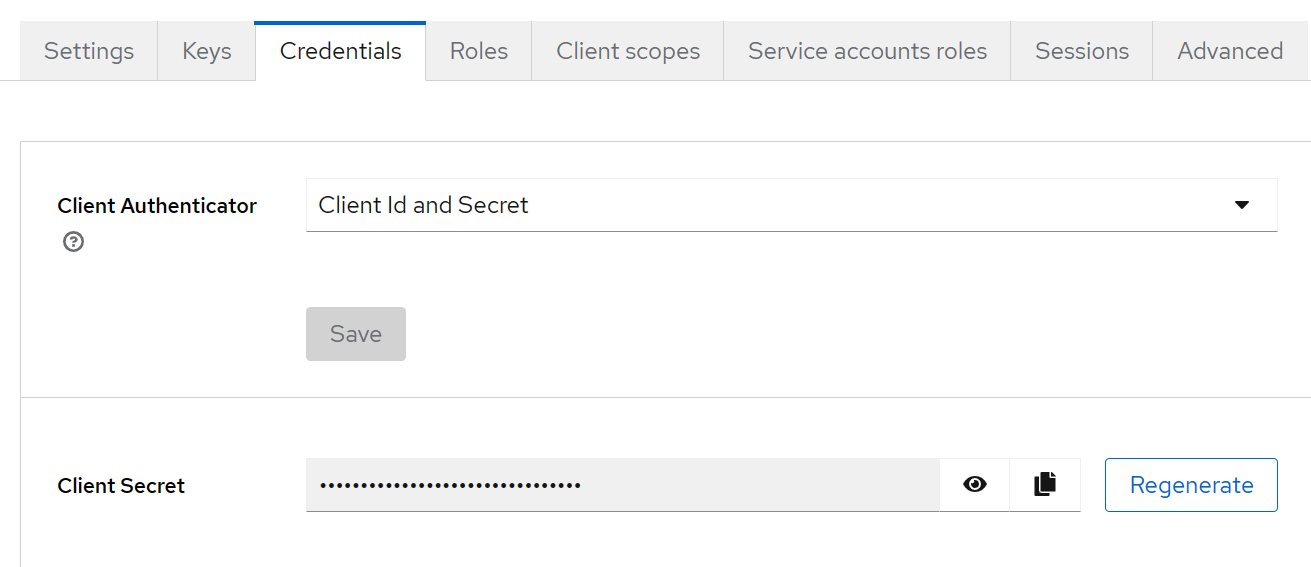 Settings Keys Credentials Roles Client scopes Service accounts roles Sessions Advanced
Client Authenticator Client Id and Secret
Save
Client Secret •••••••••••••••••••••••••••••••• Regenerate